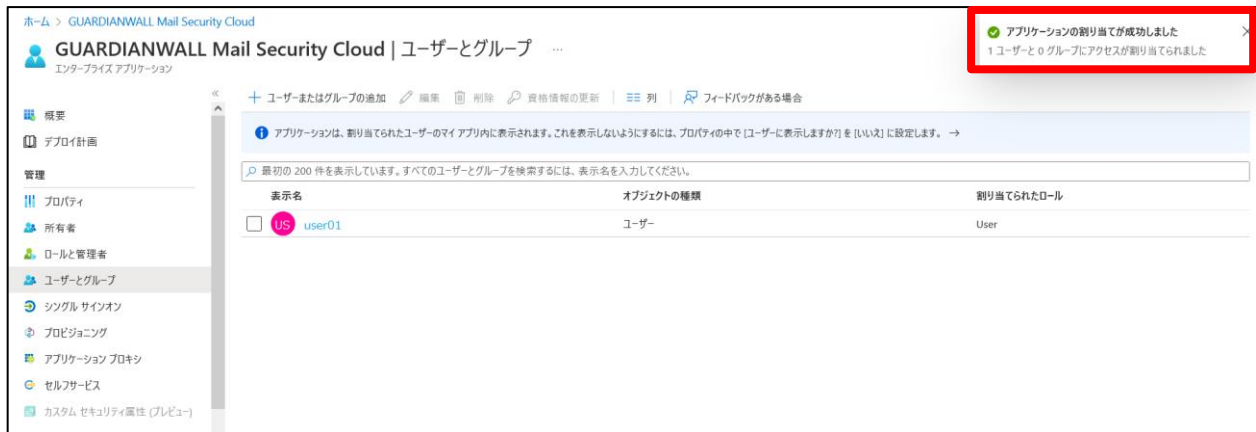 ホーム > GUARDIANWALL Mail Security Cloud
GUARDIANWALL Mail Security Cloud | ユーザーとグループ …
エンタープライズ アプリケーション
アプリケーションの割り当てが成功しました
1 ユーザーと 0 グループにアクセスが割り当てられました
概要
デプロイ計画
管理
プロパティ
所有者
ロールと管理者
ユーザーとグループ
シングル サインオン
プロビジョニング
アプリケーション プロキシ
セルフサービス
カスタム セキュリティ属性 (プレビュー)
ユーザーまたはグループの追加 編集 削除 資格情報の更新 列 フィードバックがある場合
アプリケーションは、割り当てられたユーザーのマイ アプリ内に表示されます。これを表示しないようにするには、プロパティの中で [ユーザーに表示しますか?] を [いいえ] に設定します。 →
最初の 200 件を表示しています。すべてのユーザーとグループを検索するには、表示名を入力してください。
表示名 オブジェクトの種類 割り当てられたロール
US user01 ユーザー User